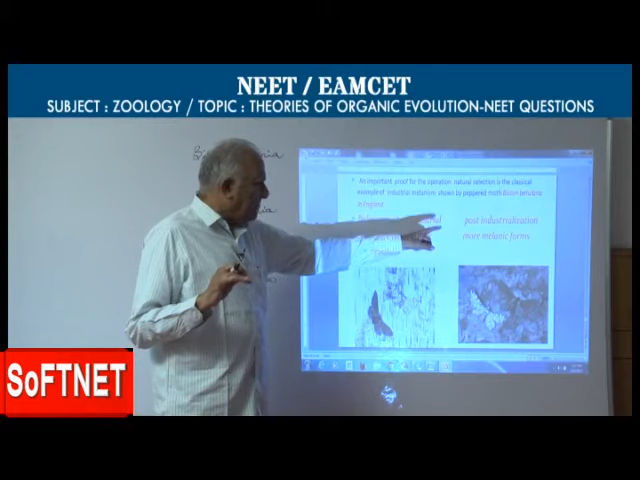 NEET / EAMCET
SUBJECT : ZOOLOGY / TOPIC : THEORIES OF ORGANIC EVOLUTION-NEET QUESTIONS
An important proof for the operation natural selection is the classical
example of industrial melanism shown by peppered moth Biston betularia
in England
post industrialization
more melanic forms
SoFTNET